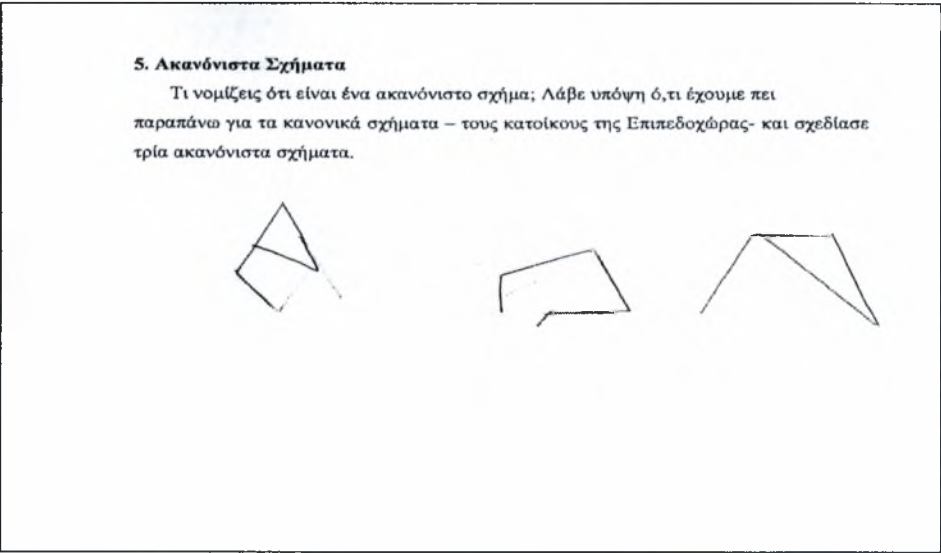 5. Ακανόνιστα Σχήματα
Τι νομίζεις ότι είναι ένα ακανόνιστο σχήμα; Λάβε υπόψη ό,τι έχουμε πει
παραπάνω για τα κανονικά σχήματα – τους κατοίκους της Επιπεδοχώρας- και σχεδίασε
τρία ακανόνιστα σχήματα.